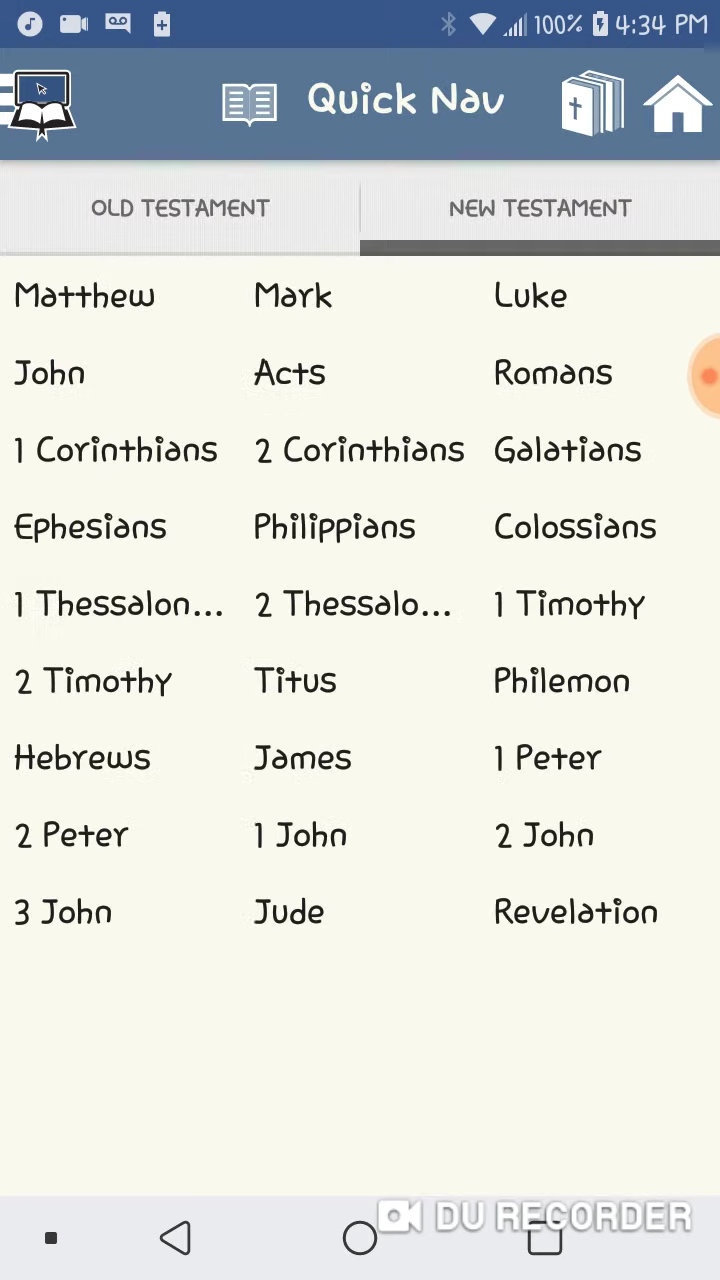 100% 4:34 PM
Quick Nav
OLD TESTAMENT NEW TESTAMENT
Matthew Mark Luke
John Acts Romans
1 Corinthians 2 Corinthians Galatians
Ephesians Philippians Colossians
1 Thessalon... 2 Thessalo... 1 Timothy
2 Timothy Titus Philemon
Hebrews James 1 Peter
2 Peter 1 John 2 John
3 John Jude Revelation
DU RECORDER